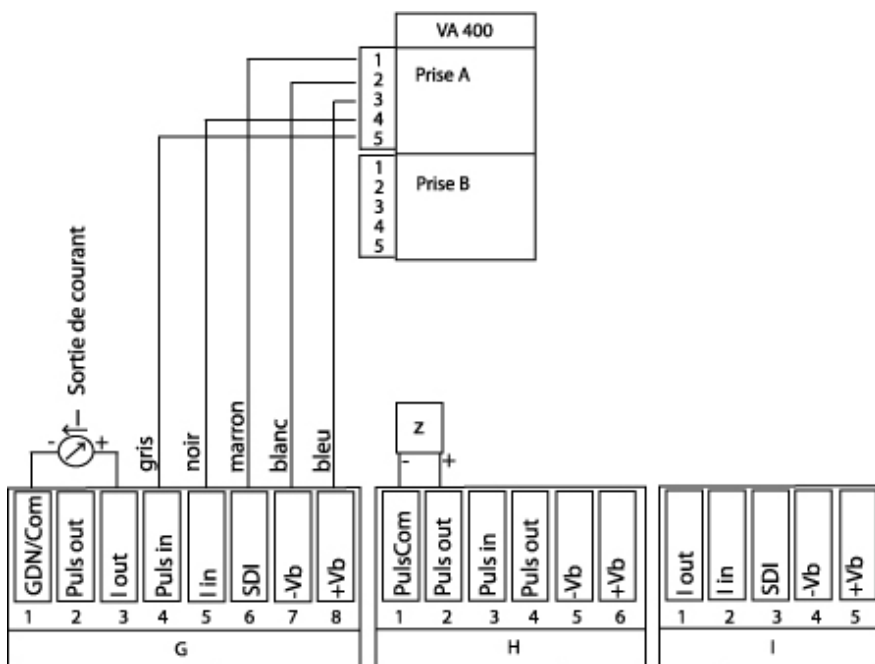 VA 400
1
2
3
4
5
Prise A
1
2
3
4
5
Prise B
Sortie de courant
- +
gris
noir
marron
blanc
bleu
z
- +
GDN/Com
Puls out
I out
Puls in
I in
SDI
-Vb
+Vb
1 2 3 4 5 6 7 8
G
PulsCom
Puls out
Puls in
Puls out
-Vb
+Vb
1 2 3 4 5 6
H
I out
I in
SDI
-Vb
+Vb
1 2 3 4 5
I